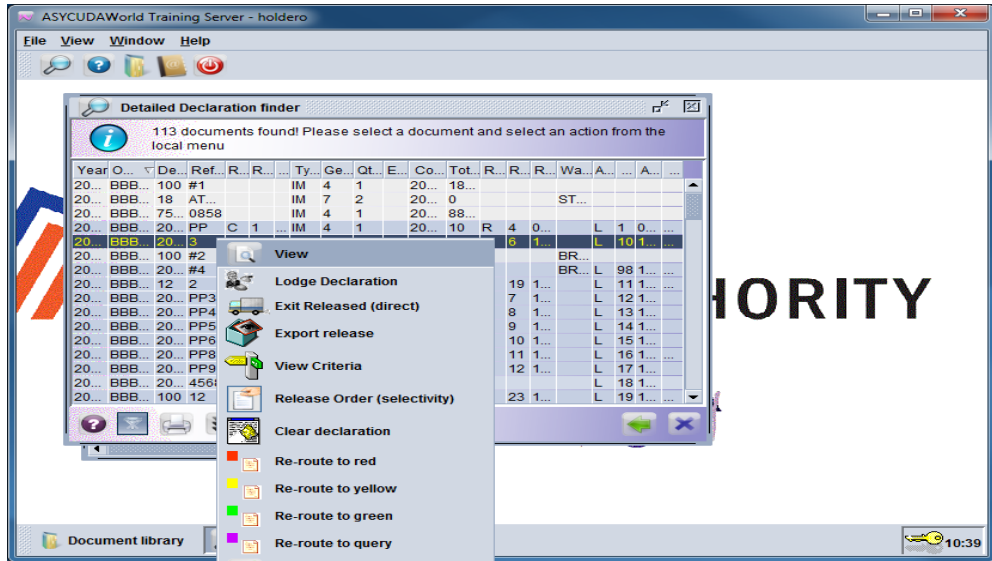 ASYCUDAWorld Training Server - holdero
File View Window Help
Detailed Declaration finder
113 documents found! Please select a document and select an action from the
local menu
Year O... De... Ref... R... R... ... Ty... Ge... Qt... E... Co... Tot... R... R... R... Wa... A... ... A... ...
20... BBB... 100 #1 IM 4 1 20... 18...
20... BBB... 18 AT... IM 7 2 20... 0 ST...
20... BBB... 75... 0858 IM 4 1 20... 88...
20... BBB... 20... PP C 1 ... IM 4 1 20... 10 R 4 0... L 1 0... ...
20... BBB... 20... 3 6 1... L 10 1... ...
20... BBB... 100 #2 BR...
20... BBB... 20... #4 BR... L 98 1... ...
20... BBB... 12 2 19 1... L 11 1... ...
20... BBB... 20... PP3 7 1... L 12 1...
20... BBB... 20... PP4 8 1... L 13 1...
20... BBB... 20... PP5 9 1... L 14 1...
20... BBB... 20... PP6 10 1... L 15 1...
20... BBB... 20... PP8 11 1... L 16 1... ...
20... BBB... 20... PP9 12 1... L 17 1...
20... BBB... 20... 4568 L 18 1...
20... BBB... 100 12 23 1... L 19 1... ...
View
Lodge Declaration
Exit Released (direct)
Export release
View Criteria
Release Order (selectivity)
Clear declaration
Re-route to red
Re-route to yellow
Re-route to green
Re-route to query
HORITY
Document library
10:39